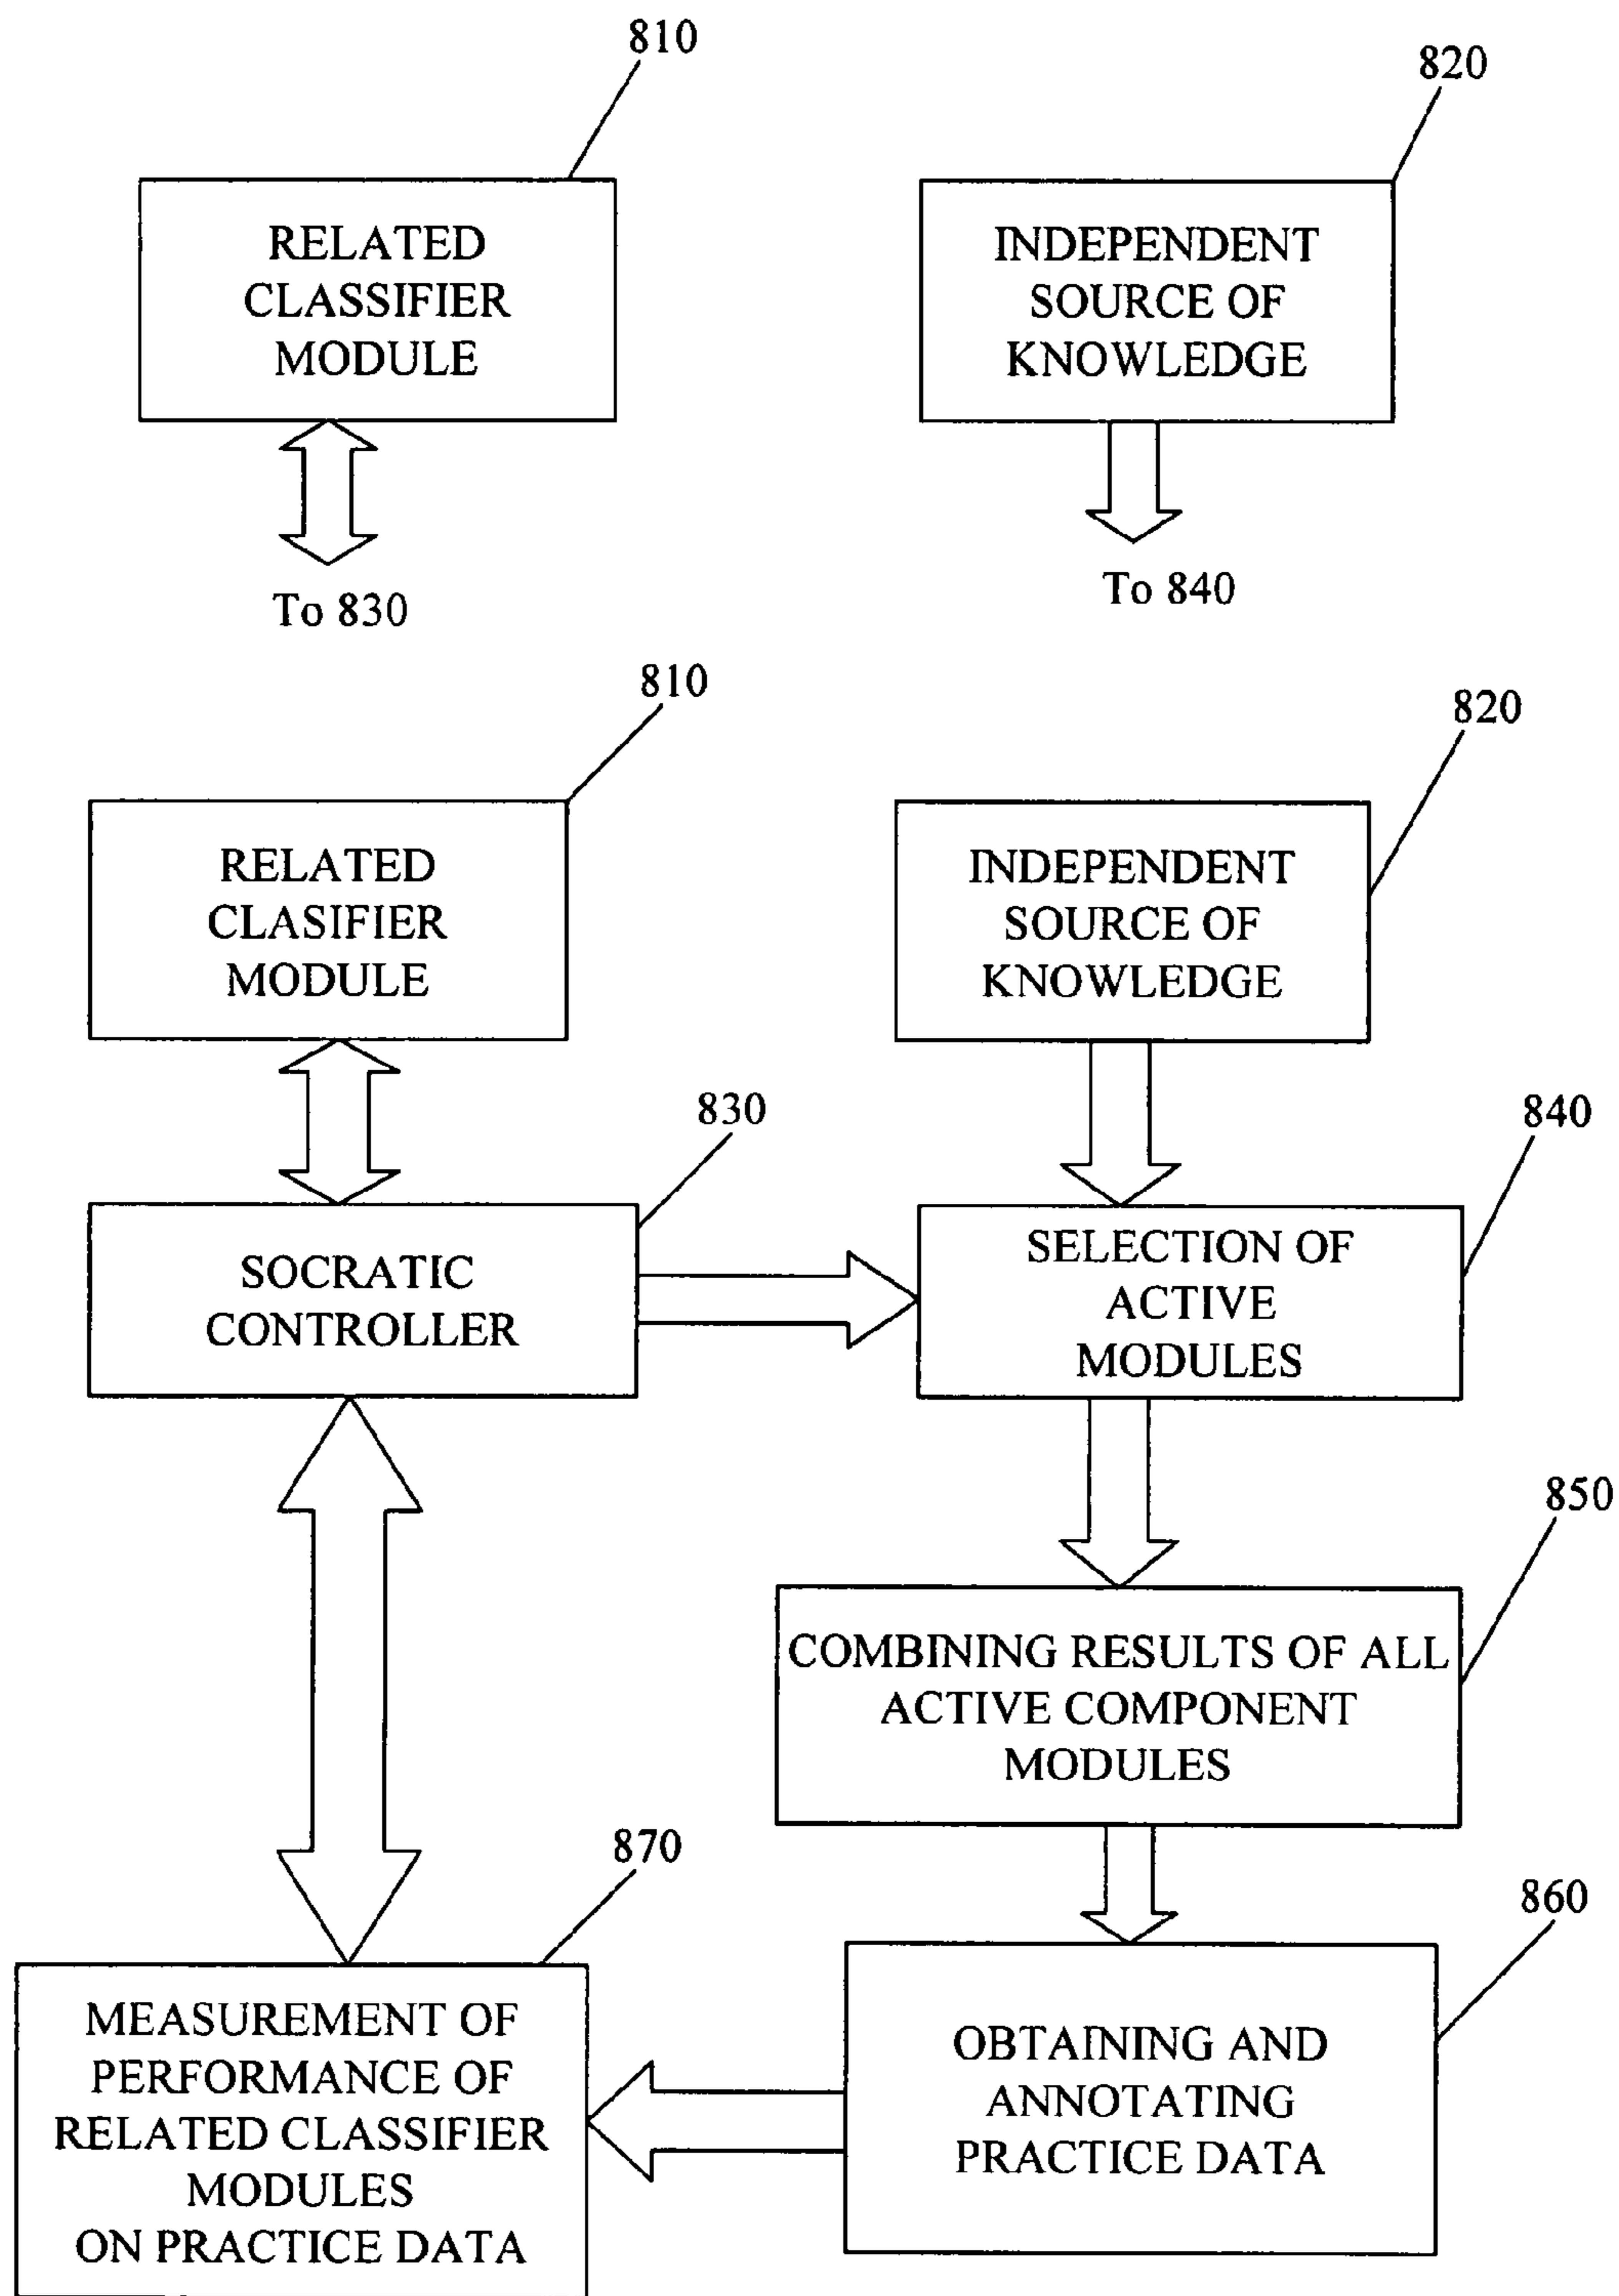 810
820
RELATED
CLASSIFIER
MODULE
INDEPENDENT
SOURCE OF
KNOWLEDGE
To 830
To 840
810
820
RELATED
CLASIFIER
MODULE
INDEPENDENT
SOURCE OF
KNOWLEDGE
830
840
SOCRATIC
CONTROLLER
SELECTION OF
ACTIVE
MODULES
850
COMBINING RESULTS OF ALL
ACTIVE COMPONENT
MODULES
870
860
MEASUREMENT OF
PERFORMANCE OF
RELATED CLASSIFIER
MODULES
ON PRACTICE DATA
OBTAINING AND
ANNOTATING
PRACTICE DATA